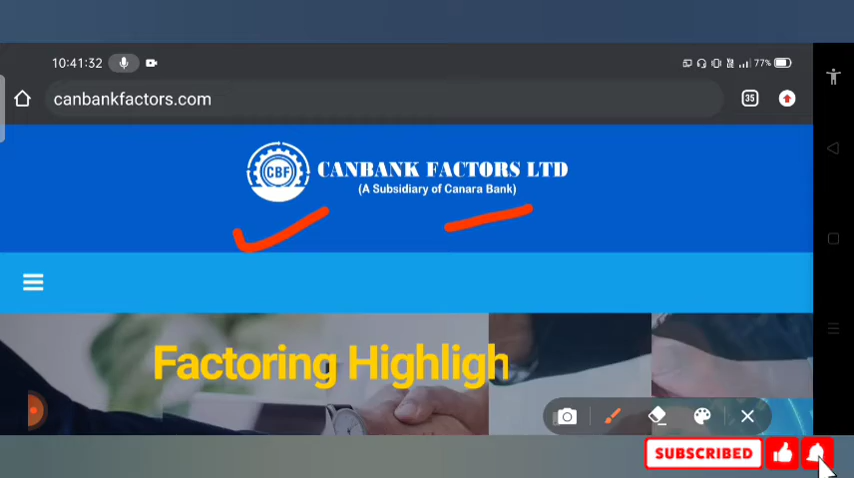 10:41:32
77%
canbankfactors.com
35
CBF
CANBANK FACTORS LTD
(A Subsidiary of Canara Bank)
Factoring Highligh
SUBSCRIBED